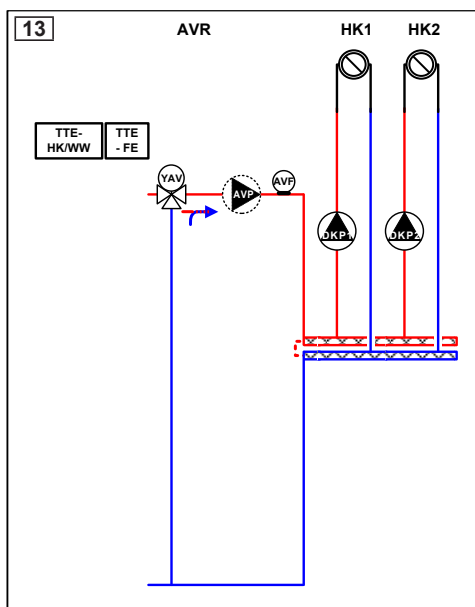 13
AVR
HK1
HK2
TTE-
HK/WW
TTE
- FE
YAV
AVP
AVF
DKP1
DKP2